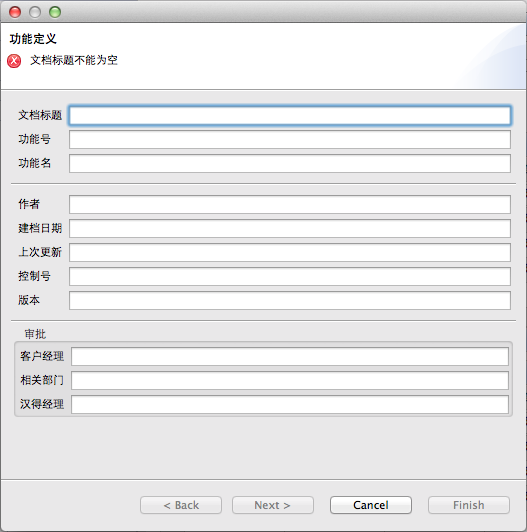 功能定义
文档标题不能为空
文档标题
功能号
功能名
作者
建档日期
上次更新
控制号
版本
审批
客户经理
相关部门
汉得经理
< Back
Next >
Cancel
Finish